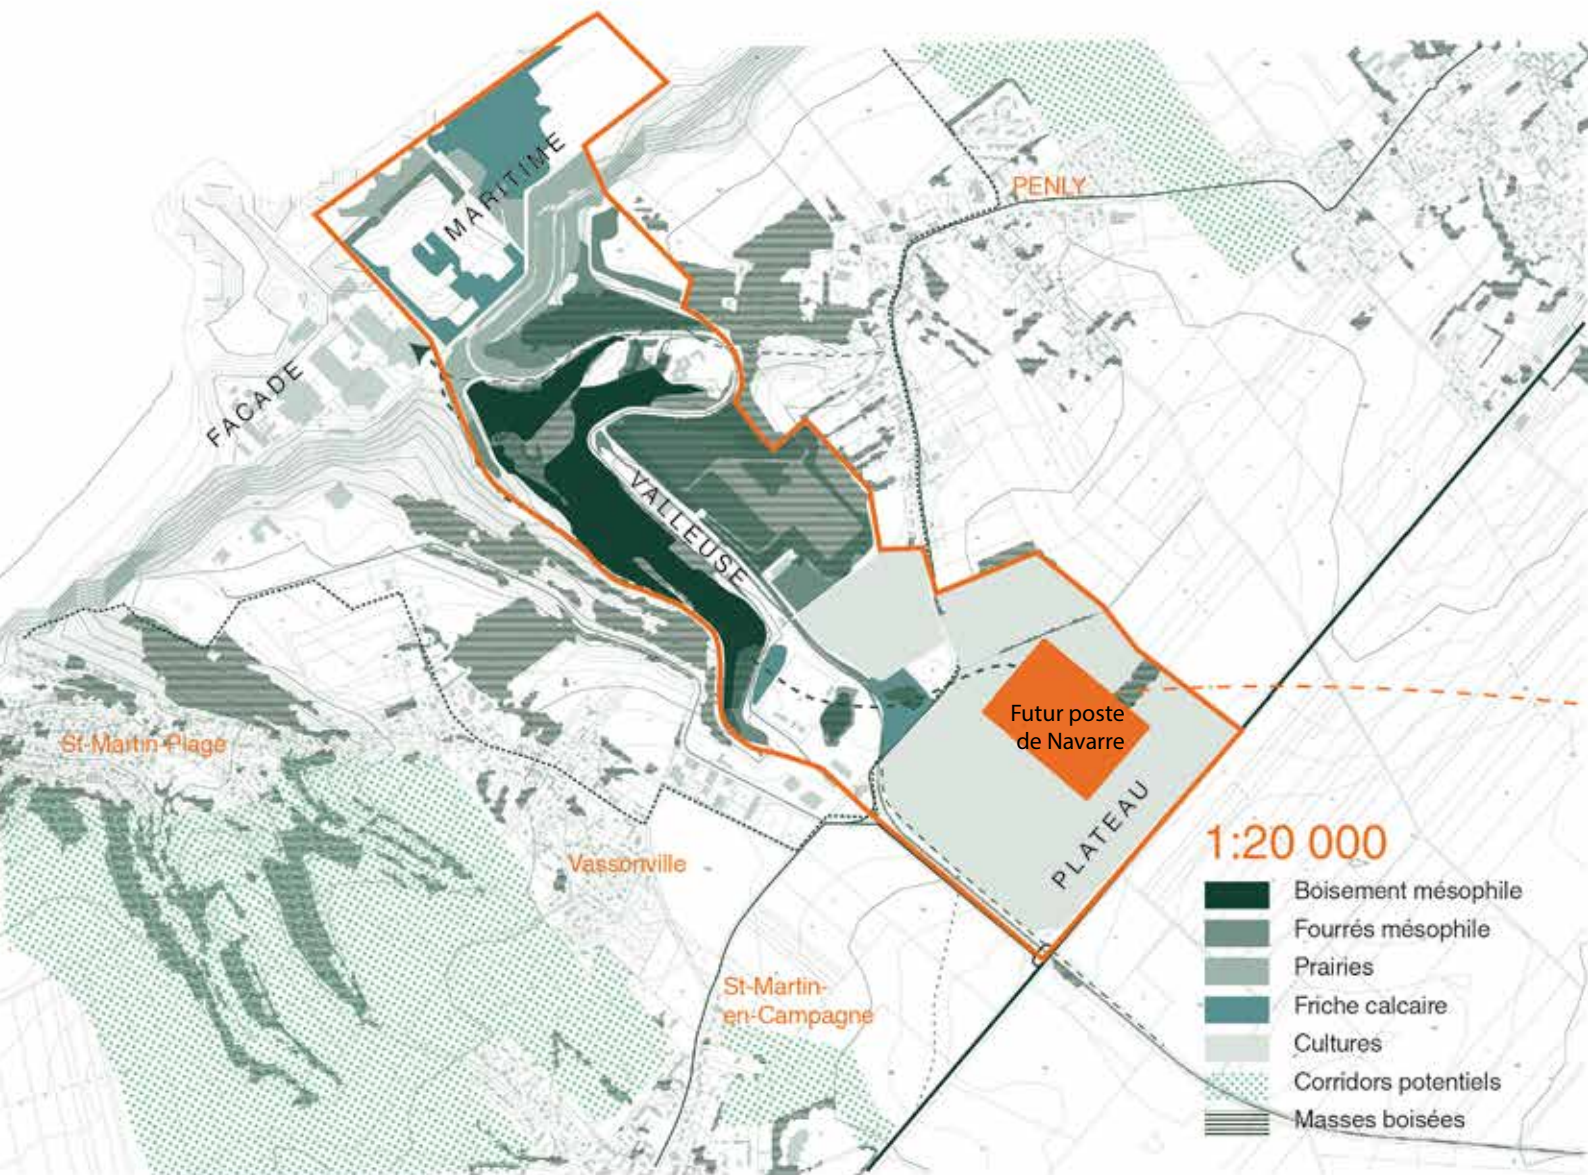 MARITIME
PENLY
FACADE
VALLEUSE
St-Martin-Plage
Futur poste
de Navarre
PLATEAU
Vassonville
St-Martin-
en-Campagne
1:20 000
Boisement mésophile
Fourrés mésophile
Prairies
Friche calcaire
Cultures
Corridors potentiels
Masses boisées